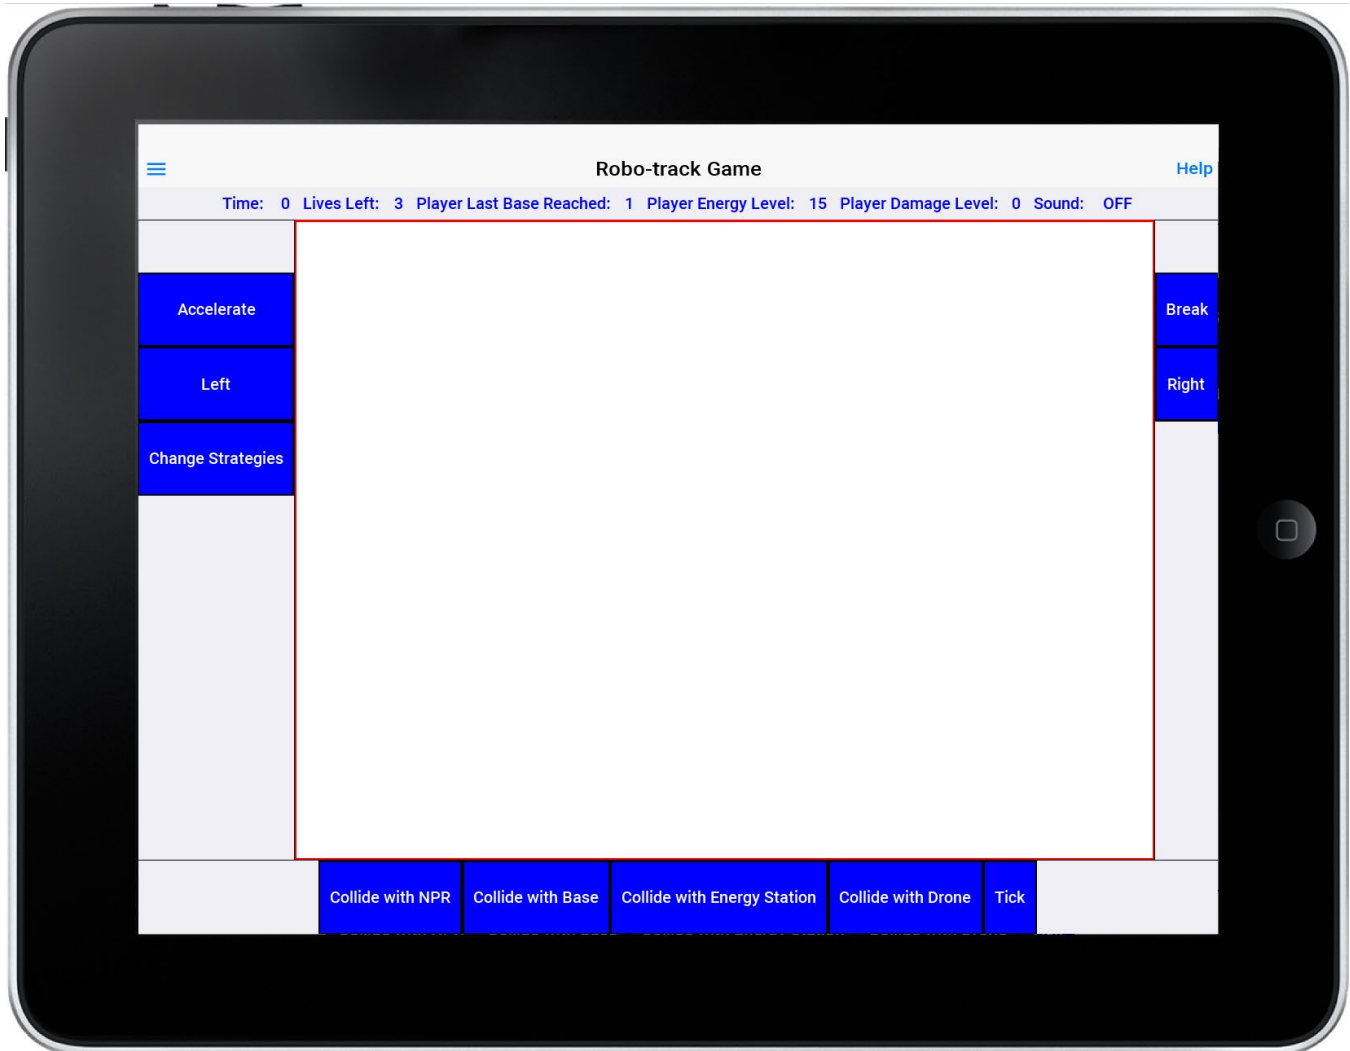 Robo-track Game
Help
Time: 0 Lives Left: 3 Player Last Base Reached: 1 Player Energy Level: 15 Player Damage Level: 0 Sound: OFF
Accelerate
Break
Left
Right
Change Strategies
Collide with NPR Collide with Base Collide with Energy Station Collide with Drone Tick